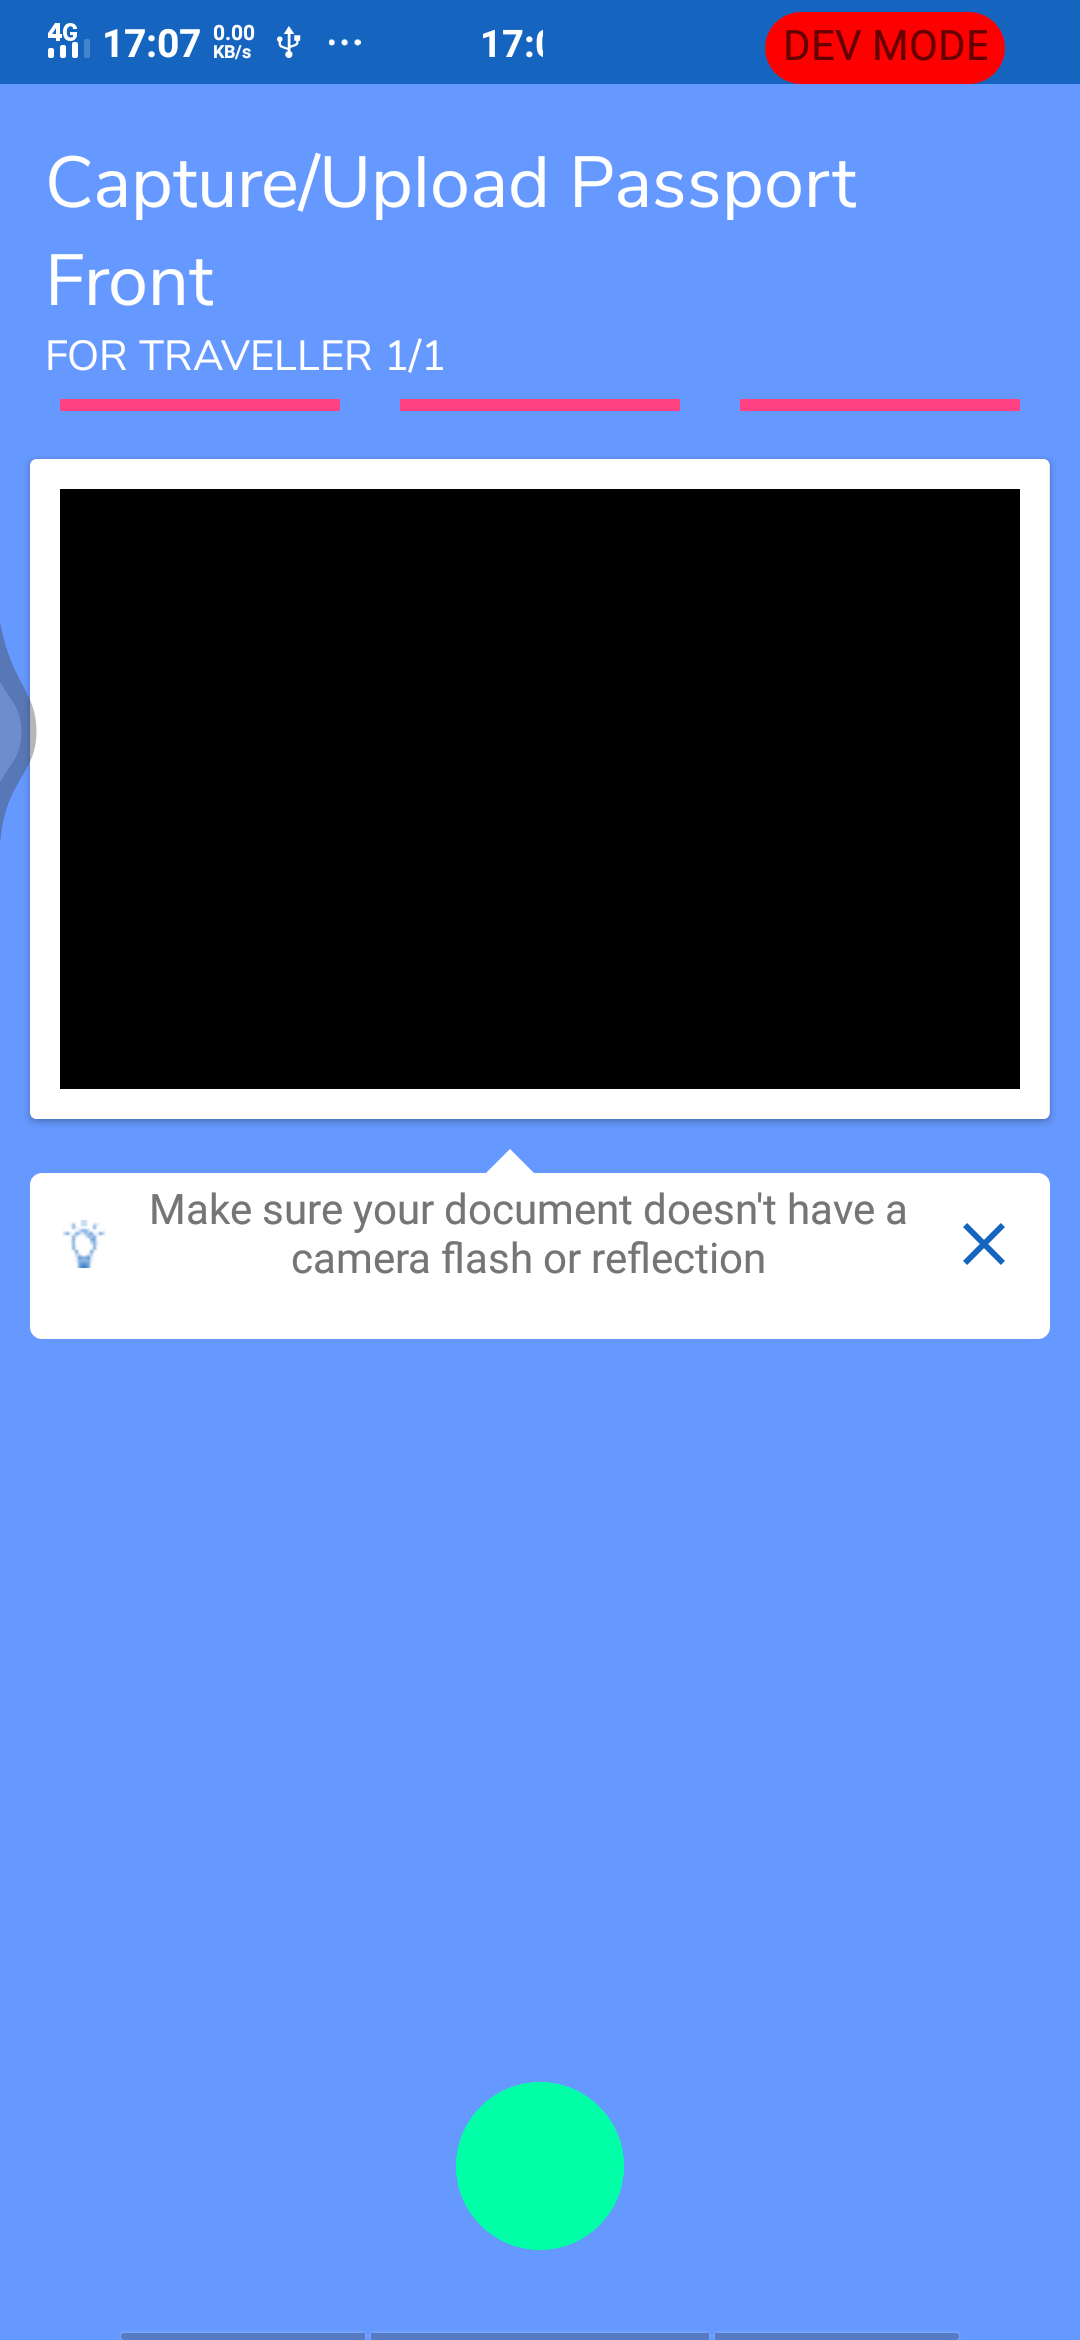 4G 17:07 0.00 KB/s ... 17:0 DEV MODE
Capture/Upload Passport
Front
FOR TRAVELLER 1/1
Make sure your document doesn't have a
camera flash or reflection